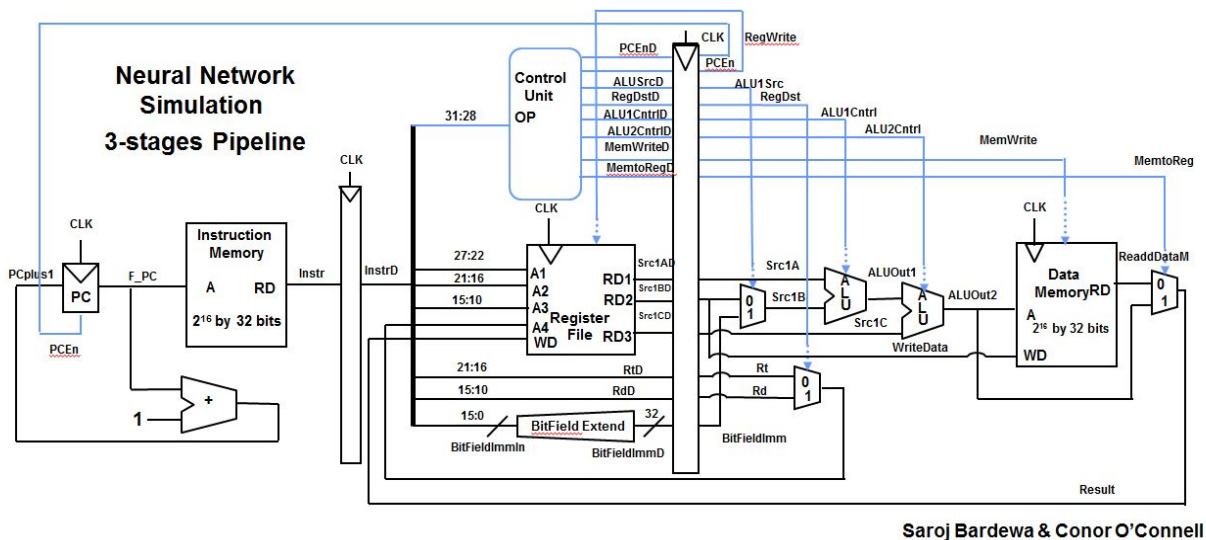 Neural Network
Simulation
3-stages Pipeline
CLK
PCplus1
PC
PCEn
F_PC
Instruction
Memory
A
RD
2¹⁶ by 32 bits
1
+
Instr
CLK
InstrD
31:28
27:22
21:16
15:10
21:16
15:10
15:0
Control
Unit
OP
PCEnD
ALUSrcD
RegDstD
ALU1CntrlD
ALU2CntrlD
MemWriteD
MemtoRegD
CLK
RegWrite
PCEn
ALU1Src
RegDst
ALU1Cntrl
ALU2Cntrl
MemWrite
MemtoReg
CLK
A1
A2
A3
A4
WD
Register
File
RD1
RD2
RD3
Src1AD
Src1BD
Src1CD
RtD
RdD
BitField Extend
32
BitFieldImmIn
BitFieldImmD
BitFieldImm
0
1
Src1A
Src1B
Src1C
ALU
ALUOut1
ALU
ALUOut2
WriteData
Rt
Rd
0
1
CLK
Data
Memory
RD
A
2¹⁶ by 32 bits
WD
ReaddDataM
0
1
Result
Saroj Bardewa & Conor O'Connell